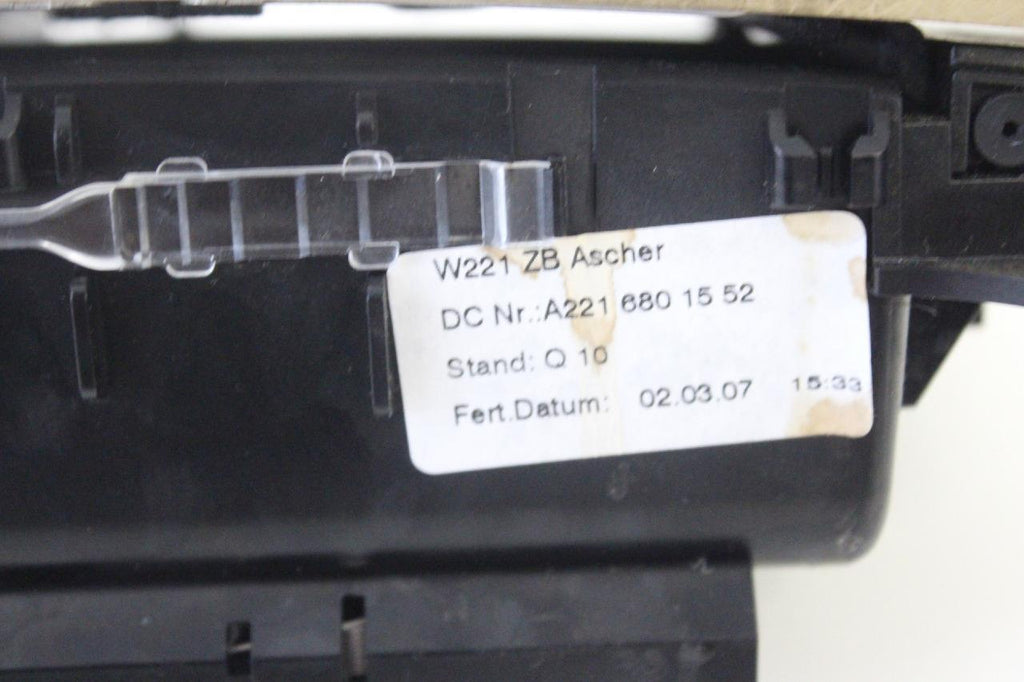 W221 ZB Ascher
DC Nr.:A221 680 15 52
Stand: Q 10
Fert.Datum: 02.03.07 15:33